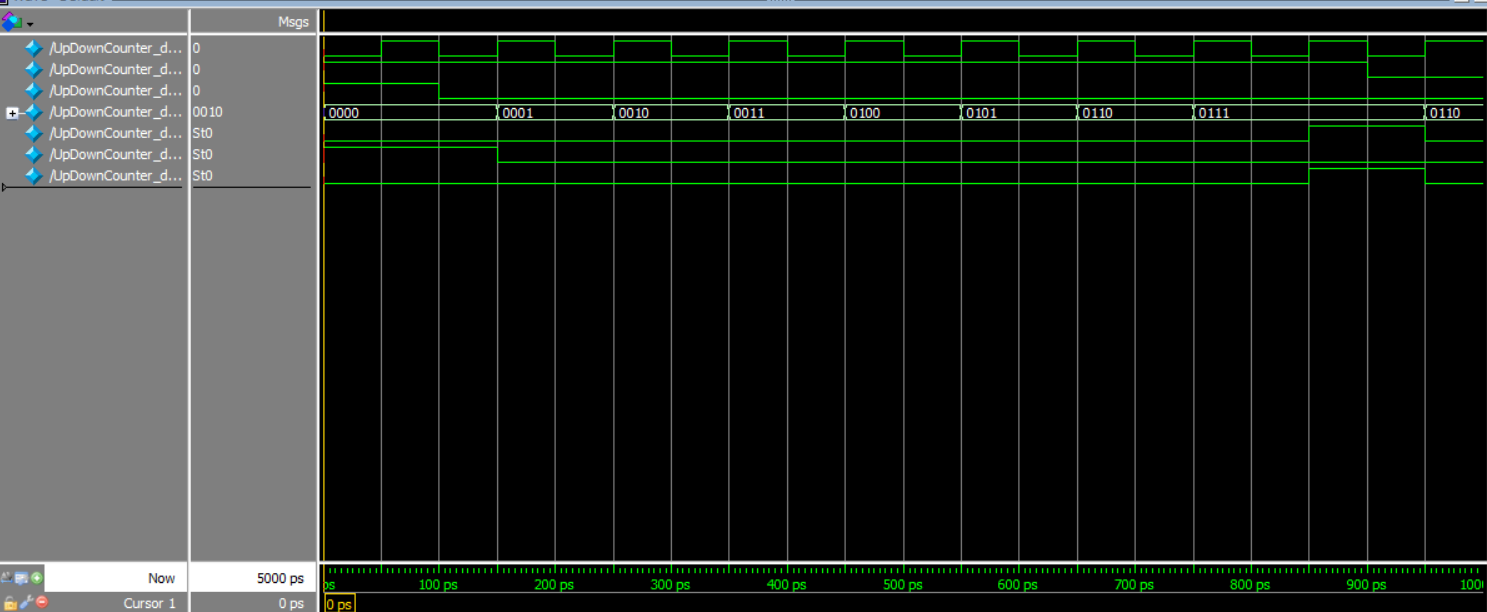 Msgs
/UpDownCounter_d... 0
/UpDownCounter_d... 0
/UpDownCounter_d... 0
/UpDownCounter_d... 0010 0000 0001 0010 0011 0100 0101 0110 0111 0110
/UpDownCounter_d... St0
/UpDownCounter_d... St0
/UpDownCounter_d... St0
Now 5000 ps ps 100 ps 200 ps 300 ps 400 ps 500 ps 600 ps 700 ps 800 ps 900 ps 1000
Cursor 1 0 ps 0 ps